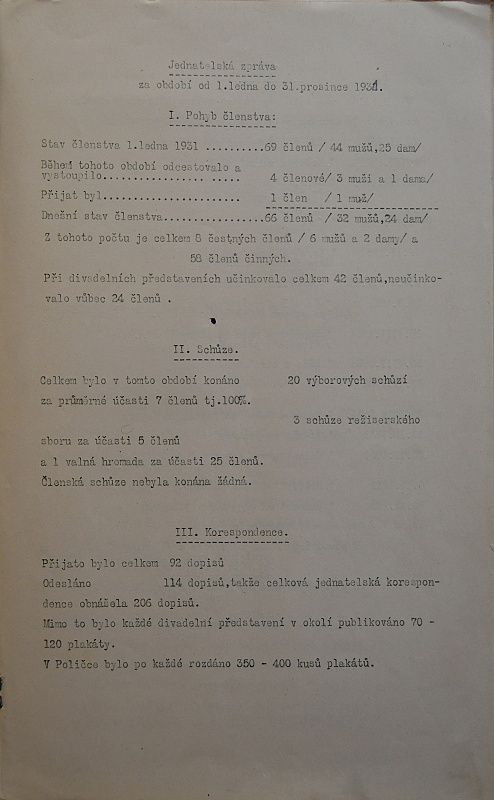 Jednatelská zpráva
za období od 1.ledna do 31.prosince 1931.
I. Pohyb členstva:
Stav členstva 1.ledna 1931 ..........69 členů / 44 mužů,25 dam/
Během tohoto období odcestovalo a
vystoupilo................ ..... 4 členové/ 3 muži a 1 dama/
Přijat byl....................... 1 člen / 1 muž/
Dnešní stav členstva.................66 členů / 32 mužů,24 dam/
Z tohoto počtu je celkem 8 čestných členů / 6 mužů a 2 damy/ a
58 členů činných.
Při divadelních představeních učinkovalo celkem 42 členů,neučinko-
valo vůbec 24 členů .
II. Schůze.
Celkem bylo v tomto období konáno 20 výborových schůzí
za průměrné účasti 7 členů tj.100%.
3 schůze režiserského
sboru za účasti 5 členů
a 1 valná hromada za účasti 25 členů.
Členská schůze nebyla konána žádná.
III. Korespondence.
Přijato bylo celkem 92 dopisů
Odesláno 114 dopisů,takže celková jednatelská korespon-
dence obnášela 206 dopisů.
Mimo to bylo každé divadelní představení v okolí publikováno 70 -
120 plakáty.
V Poličce bylo po každé rozdáno 350 - 400 kusů plakátů.